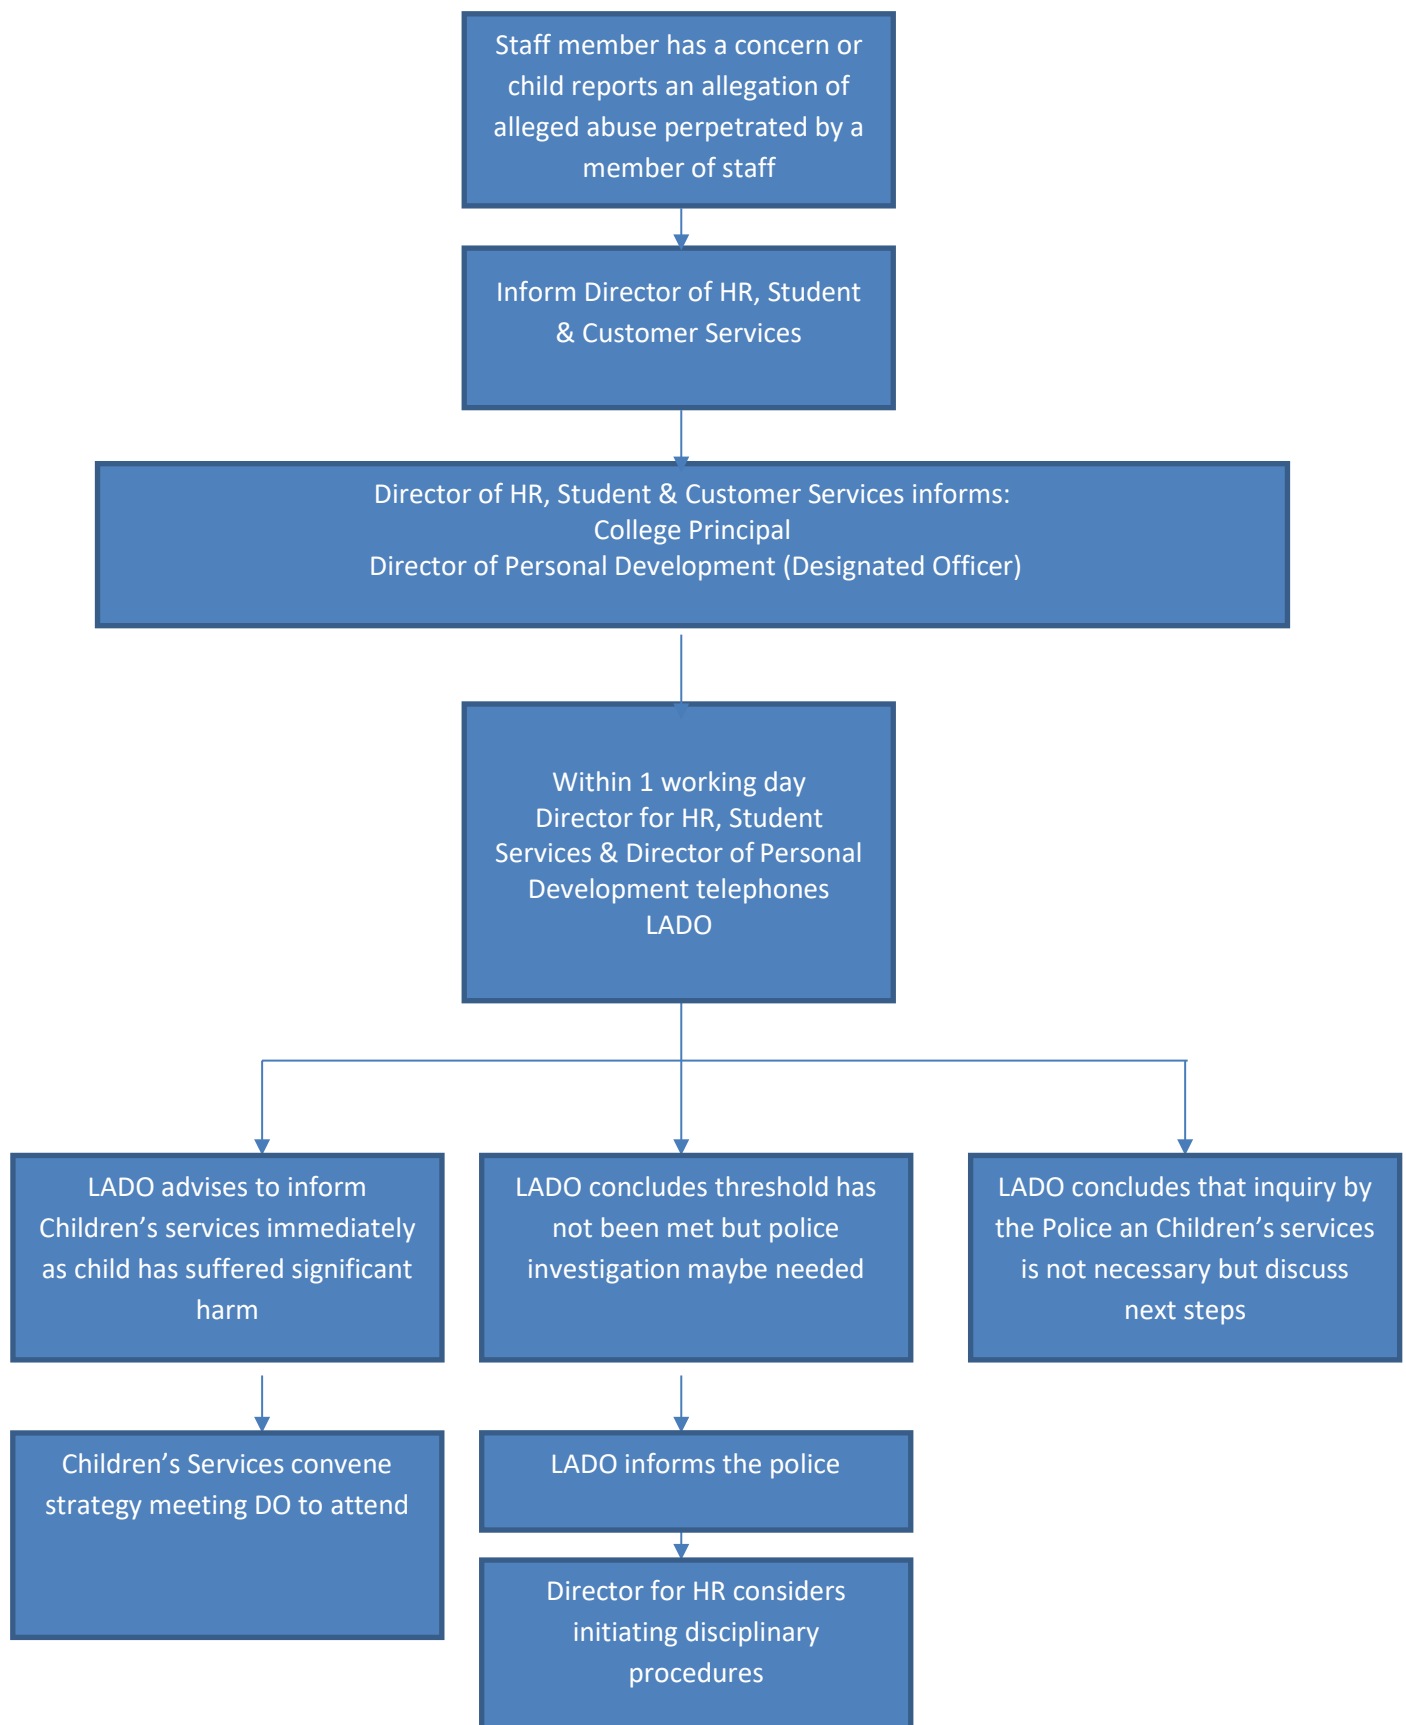 Staff member has a concern or
child reports an allegation of
alleged abuse perpetrated by a
member of staff
Inform Director of HR, Student
& Customer Services
Director of HR, Student & Customer Services informs:
College Principal
Director of Personal Development (Designated Officer)
Within 1 working day
Director for HR, Student
Services & Director of Personal
Development telephones
LADO
LADO advises to inform
Children’s services immediately
as child has suffered significant
harm
LADO concludes threshold has
not been met but police
investigation maybe needed
LADO concludes that inquiry by
the Police an Children’s services
is not necessary but discuss
next steps
Children’s Services convene
strategy meeting DO to attend
LADO informs the police
Director for HR considers
initiating disciplinary
procedures